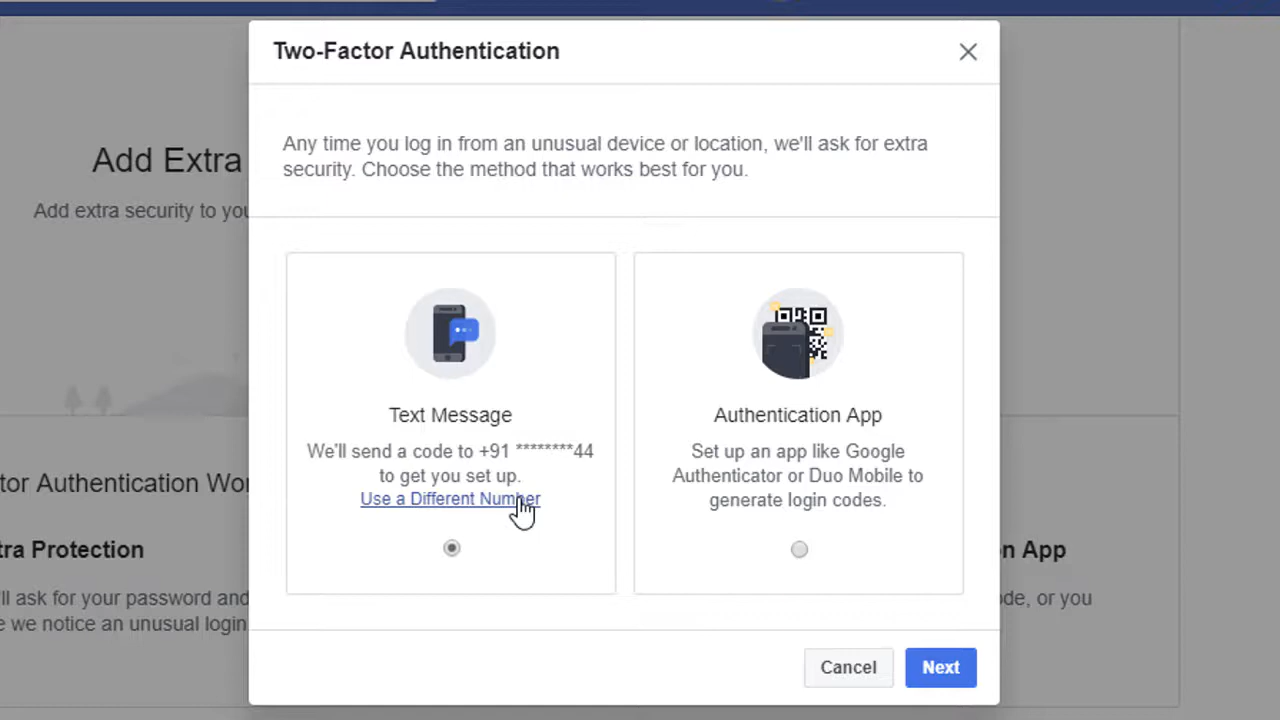 Two-Factor Authentication
Any time you log in from an unusual device or location, we'll ask for extra
security. Choose the method that works best for you.
Add Extra
Add extra security to you
Text Message
We'll send a code to +91 ********44
to get you set up.
Use a Different Number
Authentication App
Set up an app like Google
Authenticator or Duo Mobile to
generate login codes.
tor Authentication Wor
tra Protection
'll ask for your password and
e we notice an unusual login
n App
ode, or you
Cancel
Next